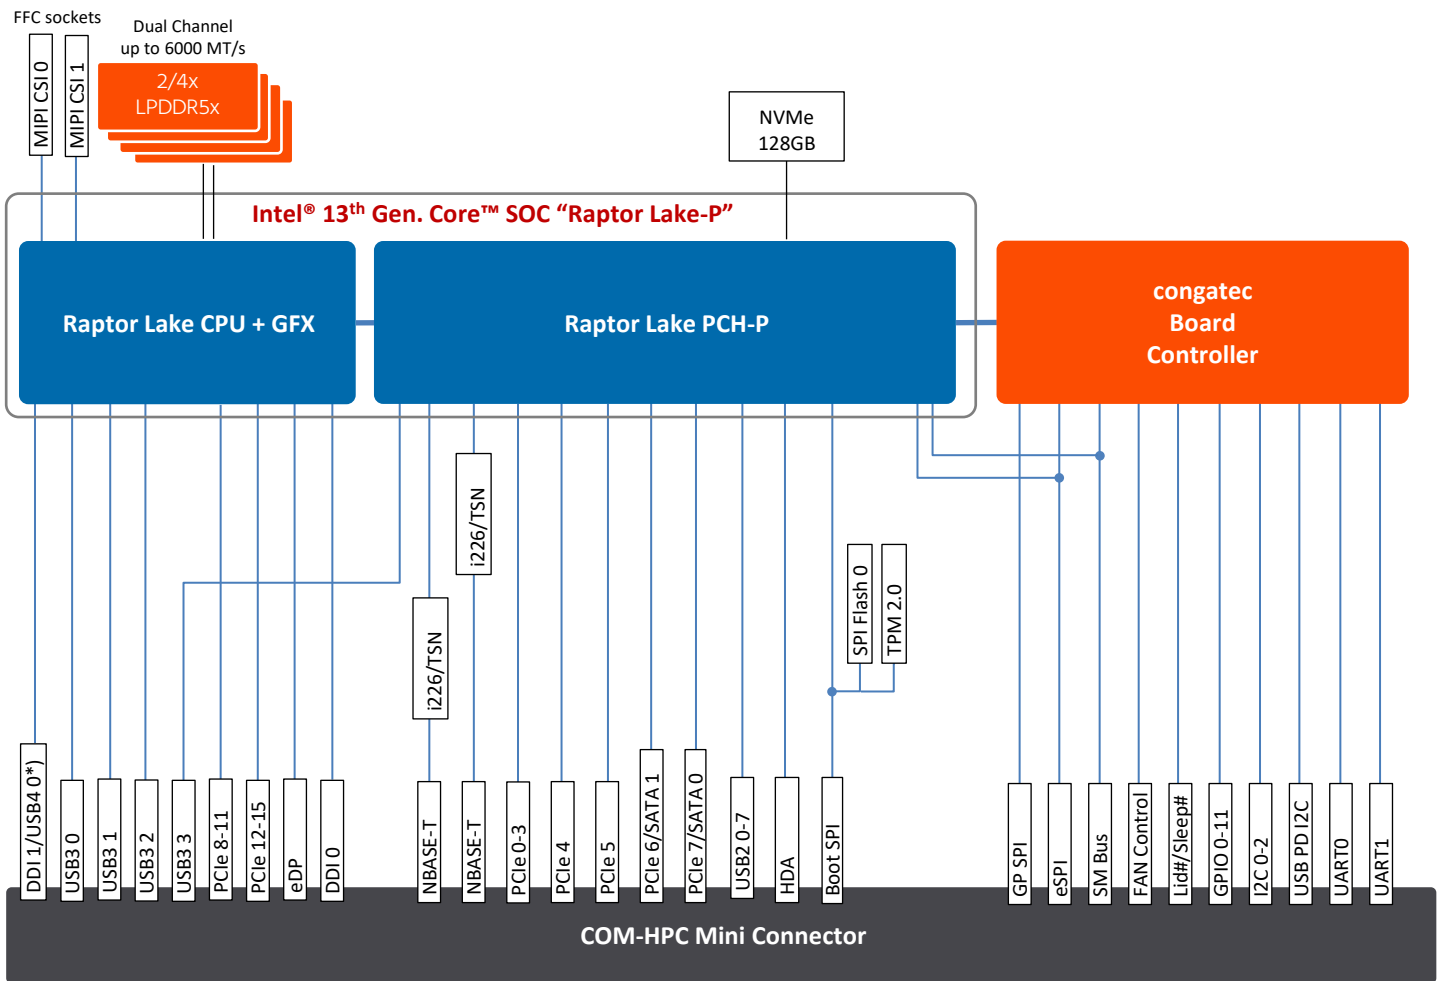 FFC sockets
Dual Channel
up to 6000 MT/s
MIPI CSI 0
MIPI CSI 1
2/4x
LPDDR5x
NVMe
128GB
Intel® 13th Gen. Core™ SOC “Raptor Lake-P”
Raptor Lake CPU + GFX
Raptor Lake PCH-P
congatec
Board
Controller
i226/TSN
i226/TSN
SPI Flash 0
TPM 2.0
DDI 1/USB4 0*)
USB3 0
USB3 1
USB3 2
USB3 3
PCIe 8-11
PCIe 12-15
eDP
DDI 0
NBASE-T
NBASE-T
PCIe 0-3
PCIe 4
PCIe 5
PCIe 6/SATA 1
PCIe 7/SATA 0
USB2 0-7
HDA
Boot SPI
GP SPI
eSPI
SM Bus
FAN Control
Lid#/Sleep#
GPIO 0-11
I2C 0-2
USB PD I2C
UART0
UART1
COM-HPC Mini Connector